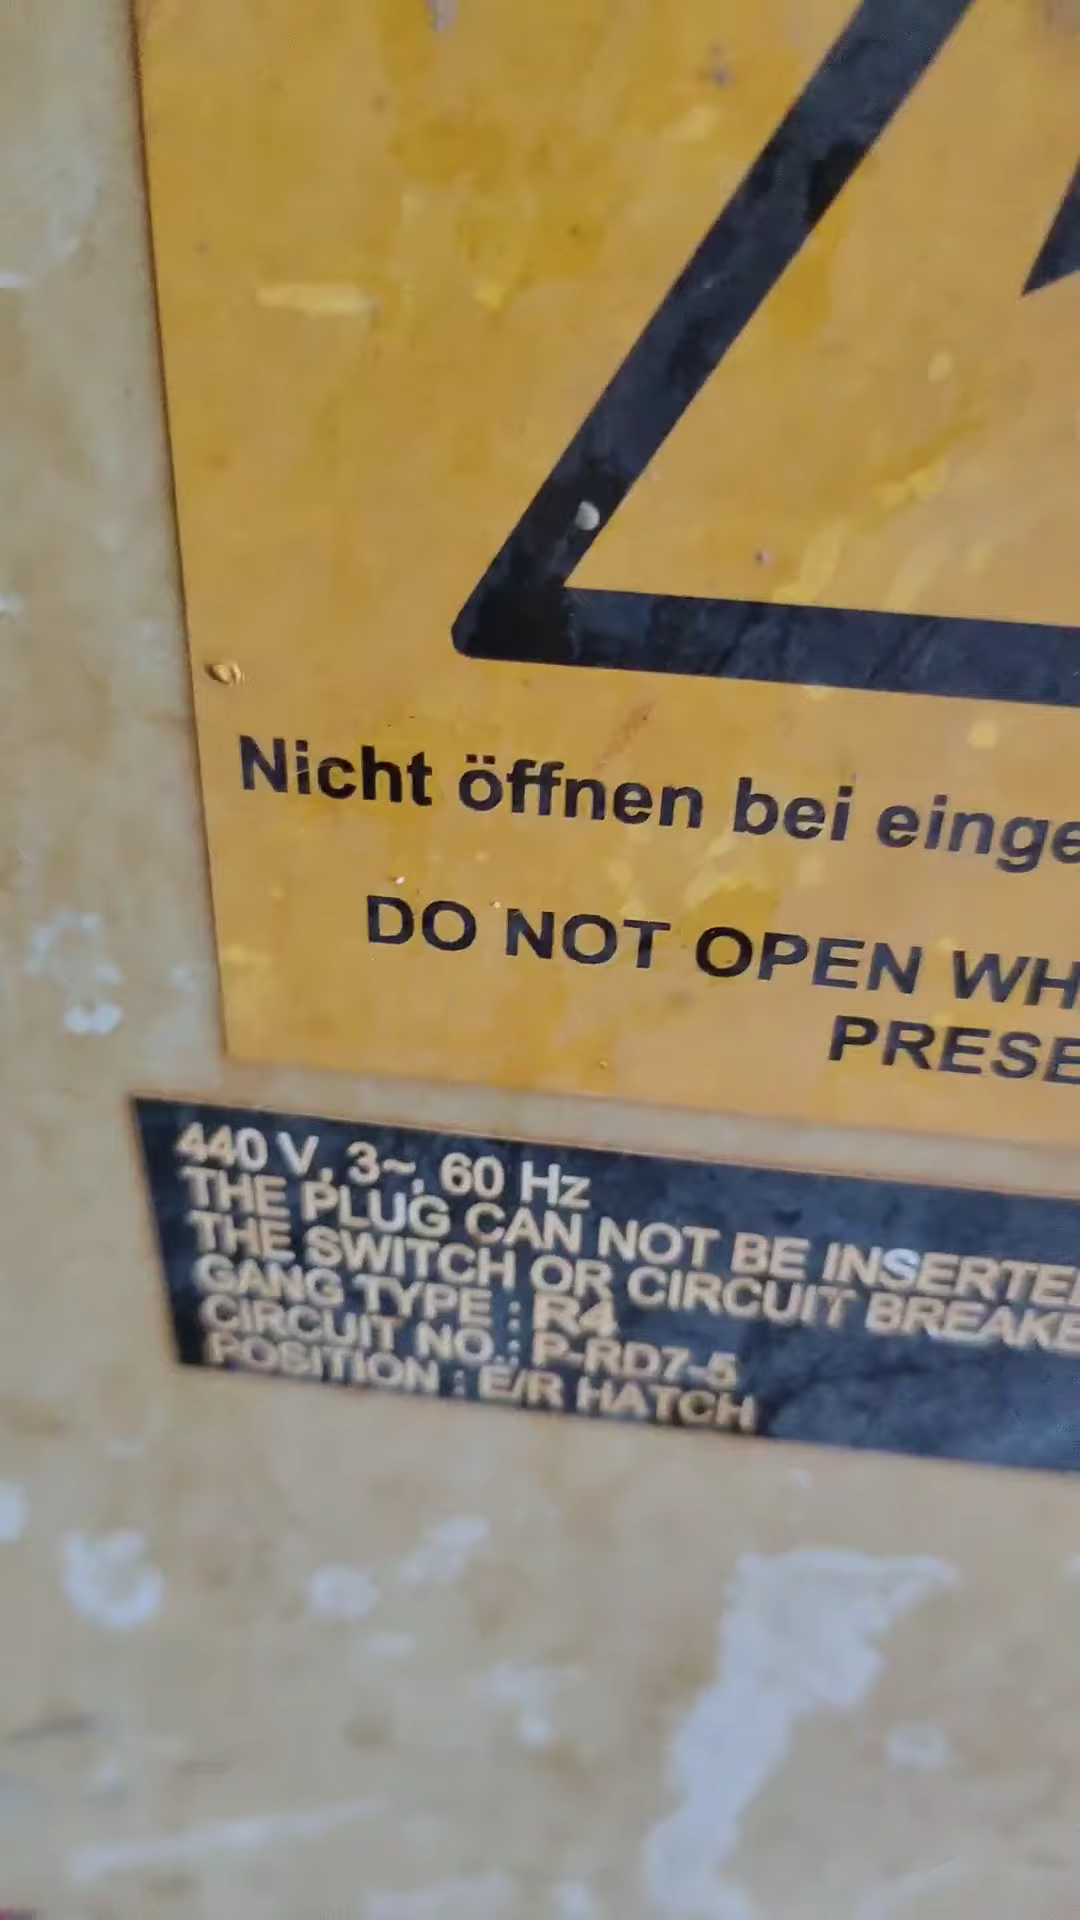 Nicht öffnen bei einge
DO NOT OPEN WH
PRESE
440 V, 3~, 60 Hz
THE PLUG CAN NOT BE INSERTE
THE SWITCH OR CIRCUIT BREAKE
GANG TYPE : R4
CIRCUIT NO.: P-RD7-5
POSITION : E/R HATCH